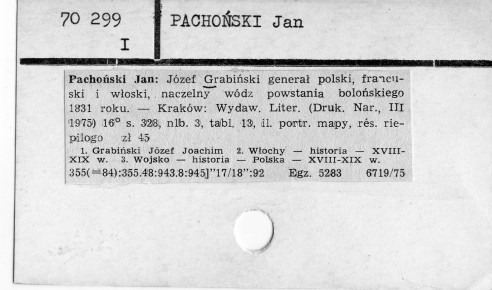 70 299
I
PACHOŃSKI Jan
Pachoński Jan: Józef Grabiński generał polski, francu-
ski i włoski, naczelny wódz powstania bolońskiego
1831 roku. — Kraków: Wydaw. Liter. (Druk. Nar., III
1975) 16° s. 328, nlb. 3, tabl. 13, il. portr. mapy, rés. rie-
pilogo zł 45
1. Grabiński Józef Joachim 2. Włochy — historia — XVIII-
XIX w. 3. Wojsko — historia — Polska — XVIII-XIX w.
355(=84):355.48:943.8:945]"17/18":92 Egz. 5283 6719/75